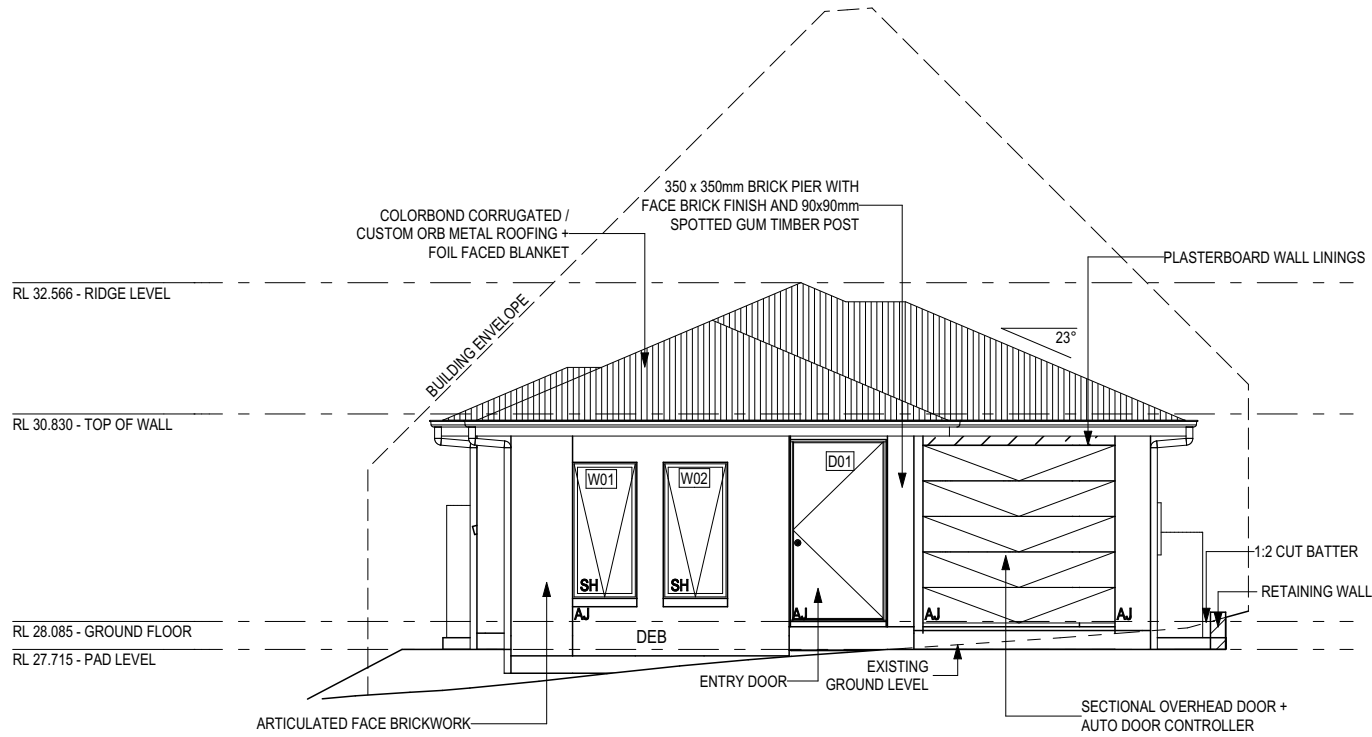 350 x 350mm BRICK PIER WITH
FACE BRICK FINISH AND 90x90mm
SPOTTED GUM TIMBER POST
COLORBOND CORRUGATED /
CUSTOM ORB METAL ROOFING +
FOIL FACED BLANKET
PLASTERBOARD WALL LININGS
RL 32.566 - RIDGE LEVEL
BUILDING ENVELOPE
23°
RL 30.830 - TOP OF WALL
W01
W02
D01
SH
SH
AJ
AJ
AJ
AJ
1:2 CUT BATTER
RETAINING WALL
RL 28.085 - GROUND FLOOR
DEB
RL 27.715 - PAD LEVEL
ENTRY DOOR
EXISTING
GROUND LEVEL
ARTICULATED FACE BRICKWORK
SECTIONAL OVERHEAD DOOR +
AUTO DOOR CONTROLLER